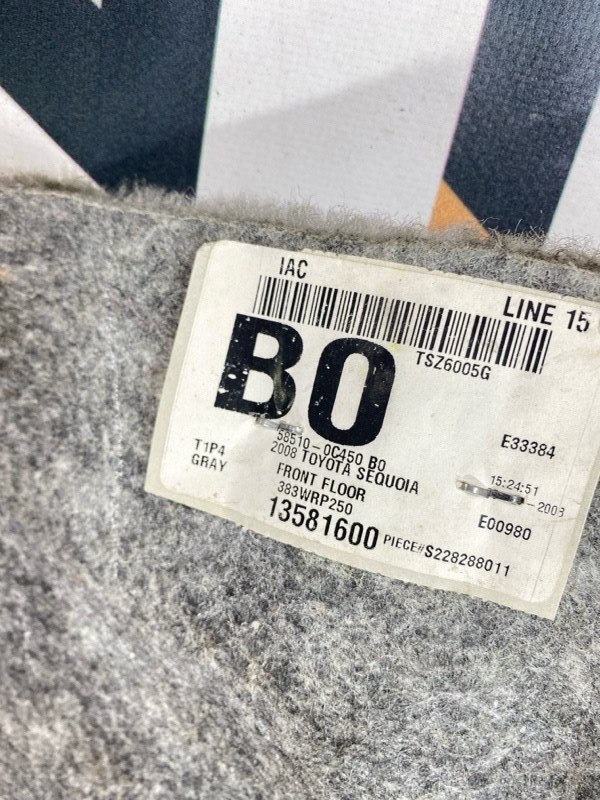 IAC
LINE 15
TSZ6005G
B0
58510-0C450 B0
2008 TOYOTA SEQUOIA
T1P4
GRAY
FRONT FLOOR
383WRP250
13581600 PIECE#S228288011
E33384
15:24:51
-2008
E00980